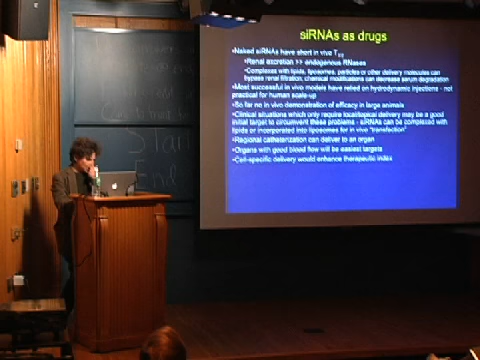 siRNAs as drugs
•Naked siRNAs have short in vivo T1/2
•Renal excretion >> endogenous RNases
•Complexes with lipids, liposomes, particles or other delivery molecules can
bypass renal filtration, chemical modifications can decrease serum degradation
•Most successful in vivo models have relied on hydrodynamic injections - not
practical for human scale-up
•So far no in vivo demonstration of efficacy in large animals
•Clinical situations which only require local/topical delivery may be a good
initial target to circumvent these problems - siRNAs can be complexed with
lipids or incorporated into liposomes for in vivo "transfection"
•Regional catheterization can deliver to an organ
•Organs with good blood flow will be easiest targets
•Cell-specific delivery would enhance therapeutic index
Start
End